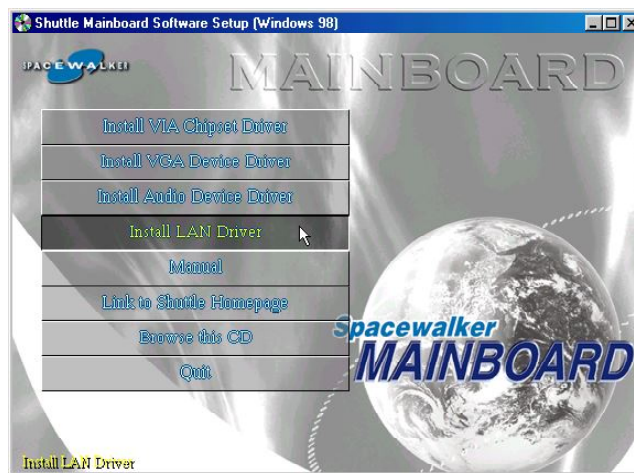 Shuttle Mainboard Software Setup (Windows 98)
SPACEWALKER
MAINBOARD
Install VIA Chipset Driver
Install VGA Device Driver
Install Audio Device Driver
Install LAN Driver
Manual
Link to Shuttle Homepage
Browse this CD
Quit
Spacewalker
MAINBOARD
Install LAN Driver